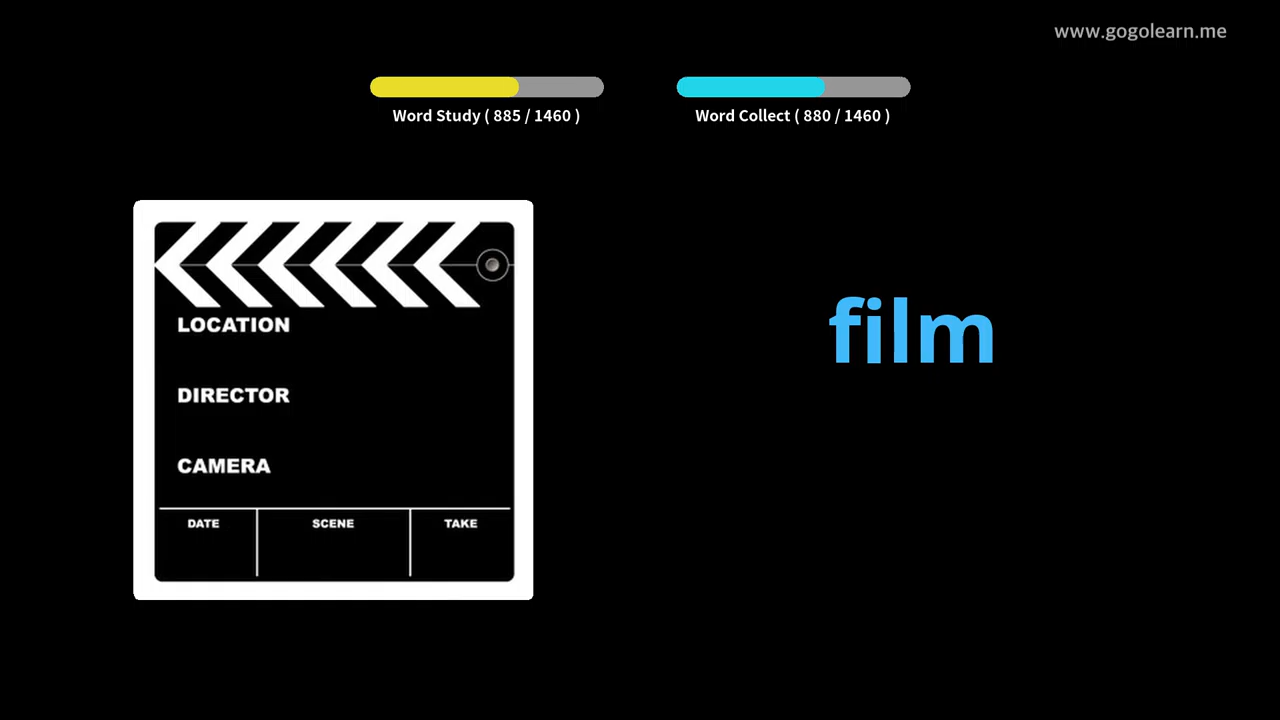 www.gogolearn.me
Word Study ( 885 / 1460 )
Word Collect ( 880 / 1460 )
LOCATION
DIRECTOR
CAMERA
DATE
SCENE
TAKE
film